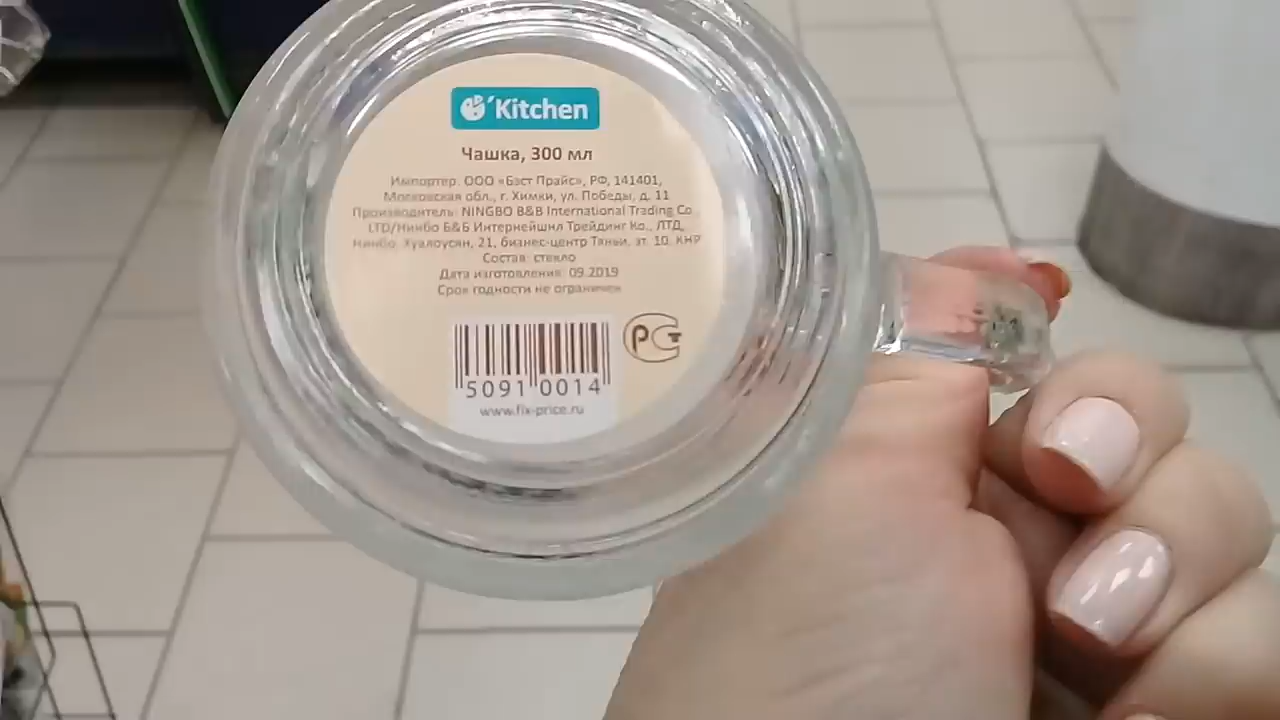 ´Kitchen
Чашка, 300 мл
Импортер: ООО «Бэст Прайс», РФ, 141401,
Московская обл., г. Химки, ул. Победы, д. 11
Производитель: NINGBO B&B International Trading Co.,
LTD/Нинбо Б&Б Интернейшнл Трейдинг Ко., ЛТД,
Нинбо, Хуалоусян, 21, бизнес-центр Тяньи, эт. 10, КНР
Состав: стекло
Дата изготовления: 09.2019
Срок годности не ограничен
РСТ
5091 0014
www.fix-price.ru